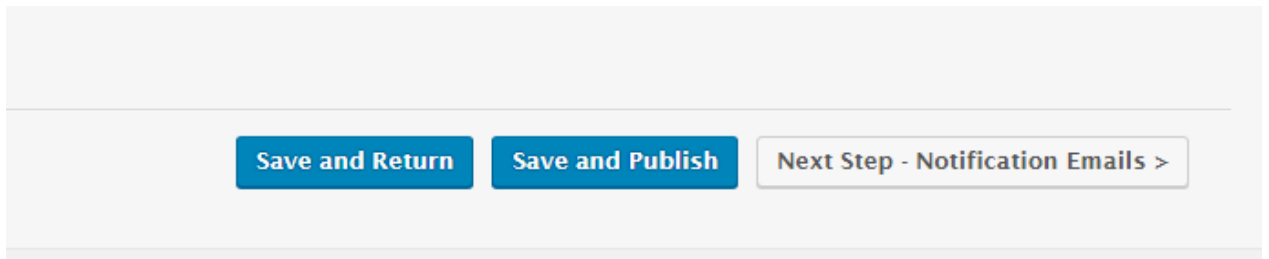 Save and Return
Save and Publish
Next Step - Notification Emails >